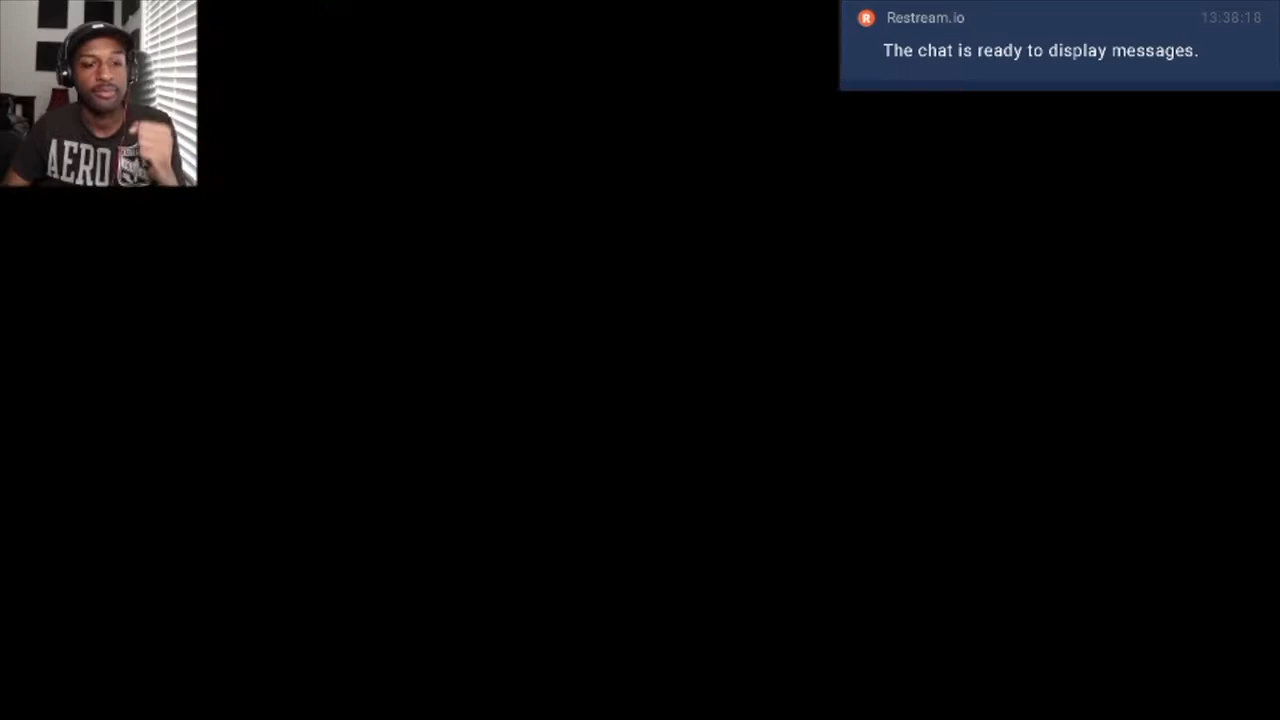 R Restream.io 13:38:18
The chat is ready to display messages.
AERO